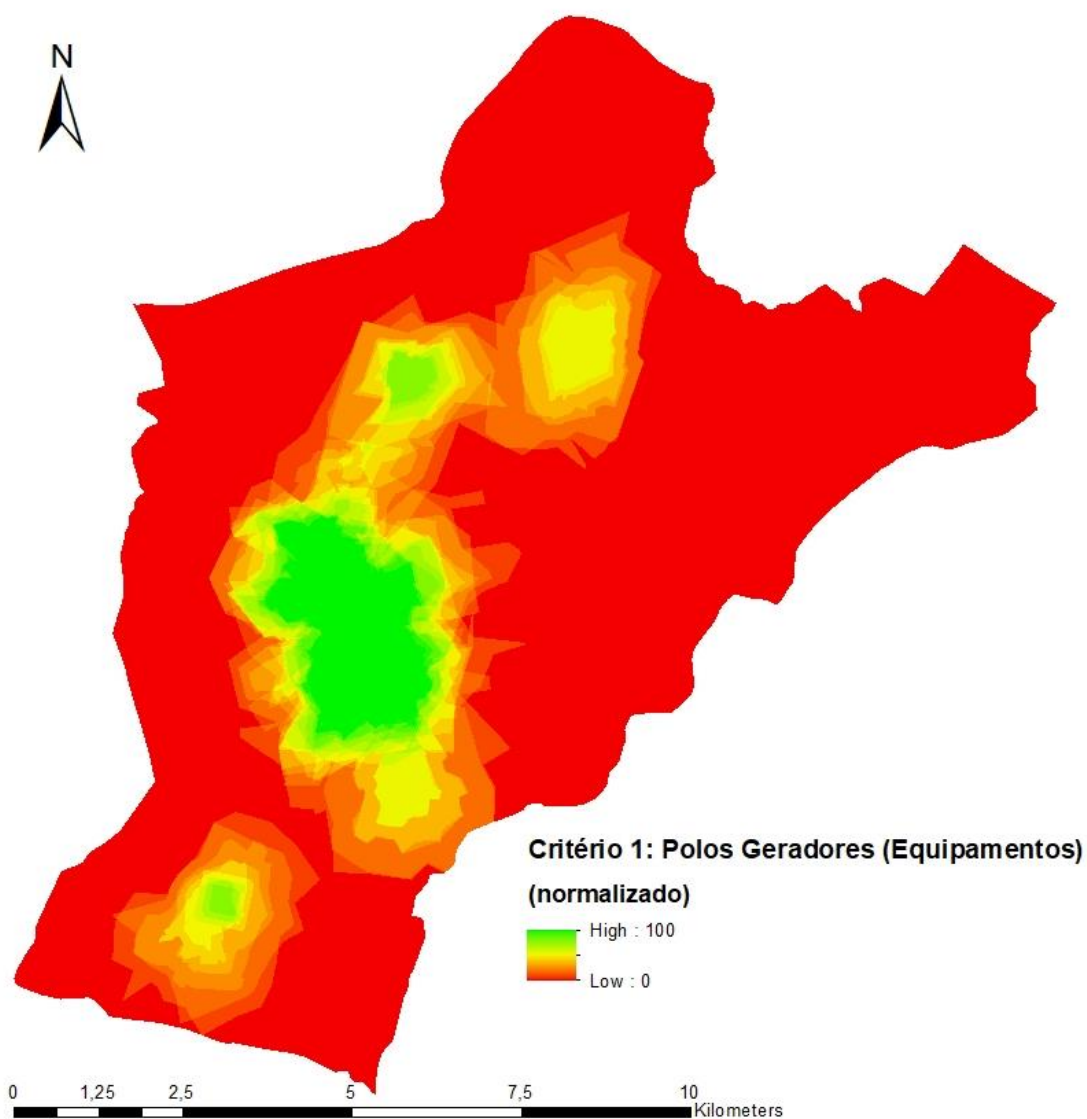 N
Critério 1: Polos Geradores (Equipamentos)
(normalizado)
High : 100
Low : 0
0 1,25 2,5 5 7,5 10
Kilometers